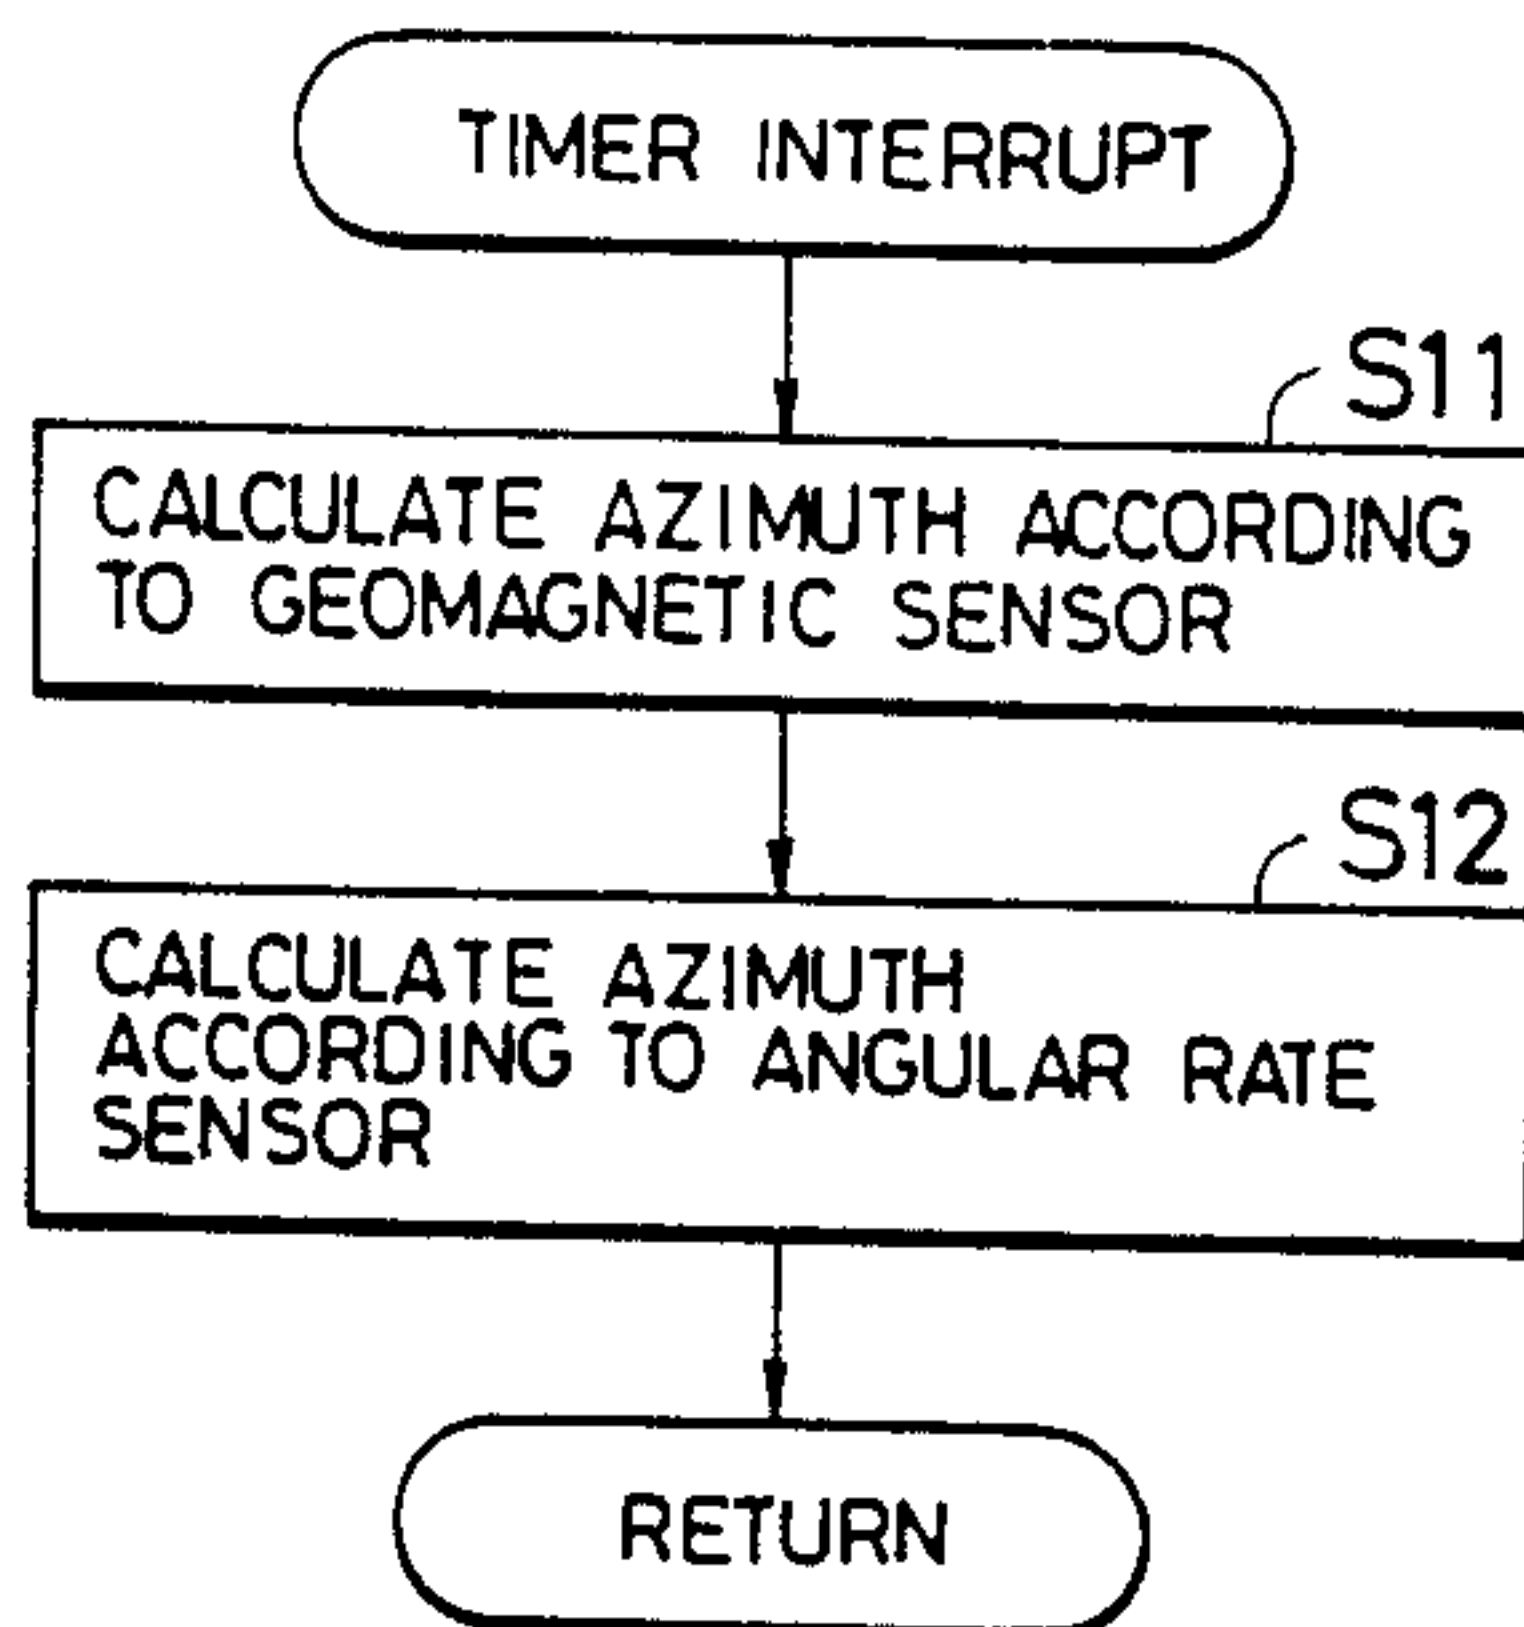 TIMER INTERRUPT
S11
CALCULATE AZIMUTH ACCORDING
TO GEOMAGNETIC SENSOR
S12
CALCULATE AZIMUTH
ACCORDING TO ANGULAR RATE
SENSOR
RETURN